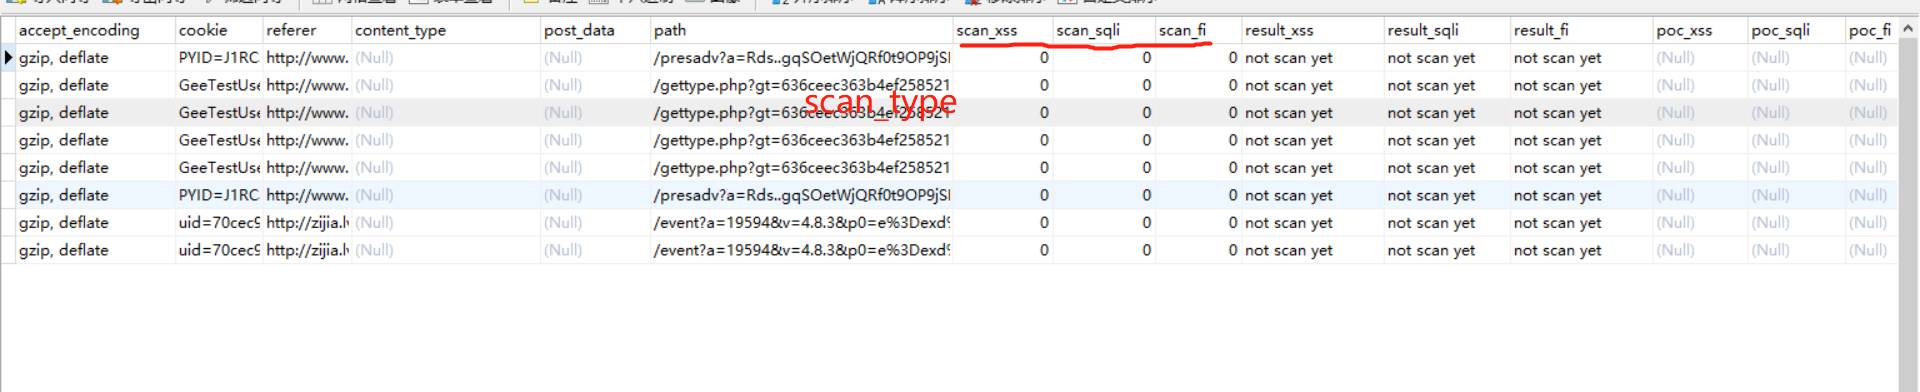 accept_encoding cookie referer content_type post_data path scan_xss scan_sqli scan_fi result_xss result_sqli result_fi poc_xss poc_sqli poc_fi
gzip, deflate PYID=J1RC http://www. (Null) (Null) /presadv?a=Rds..gqSOetWjQRf0t9OP9jSl 0 0 0 not scan yet not scan yet not scan yet (Null) (Null) (Null)
gzip, deflate GeeTestUse http://www. (Null) (Null) /gettype.php?gt=636ceec363b4ef258521 0 0 0 not scan yet not scan yet not scan yet (Null) (Null) (Null)
scan_type
gzip, deflate GeeTestUse http://www. (Null) (Null) /gettype.php?gt=636ceec363b4ef258521 0 0 0 not scan yet not scan yet not scan yet (Null) (Null) (Null)
gzip, deflate GeeTestUse http://www. (Null) (Null) /gettype.php?gt=636ceec363b4ef258521 0 0 0 not scan yet not scan yet not scan yet (Null) (Null) (Null)
gzip, deflate GeeTestUse http://www. (Null) (Null) /gettype.php?gt=636ceec363b4ef258521 0 0 0 not scan yet not scan yet not scan yet (Null) (Null) (Null)
gzip, deflate PYID=J1RC http://www. (Null) (Null) /presadv?a=Rds..gqSOetWjQRf0t9OP9jSl 0 0 0 not scan yet not scan yet not scan yet (Null) (Null) (Null)
gzip, deflate uid=70cec9 http://zijia.lv (Null) (Null) /event?a=19594&v=4.8.3&p0=e%3Dexd% 0 0 0 not scan yet not scan yet not scan yet (Null) (Null) (Null)
gzip, deflate uid=70cec9 http://zijia.lv (Null) (Null) /event?a=19594&v=4.8.3&p0=e%3Dexd% 0 0 0 not scan yet not scan yet not scan yet (Null) (Null) (Null)